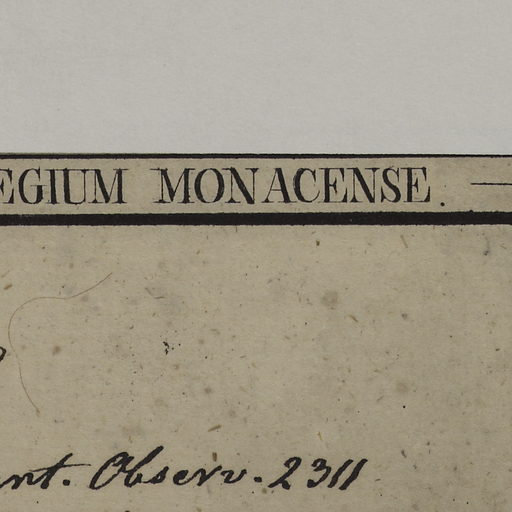 EGIUM MONACENSE.
nt. Observ. 2311